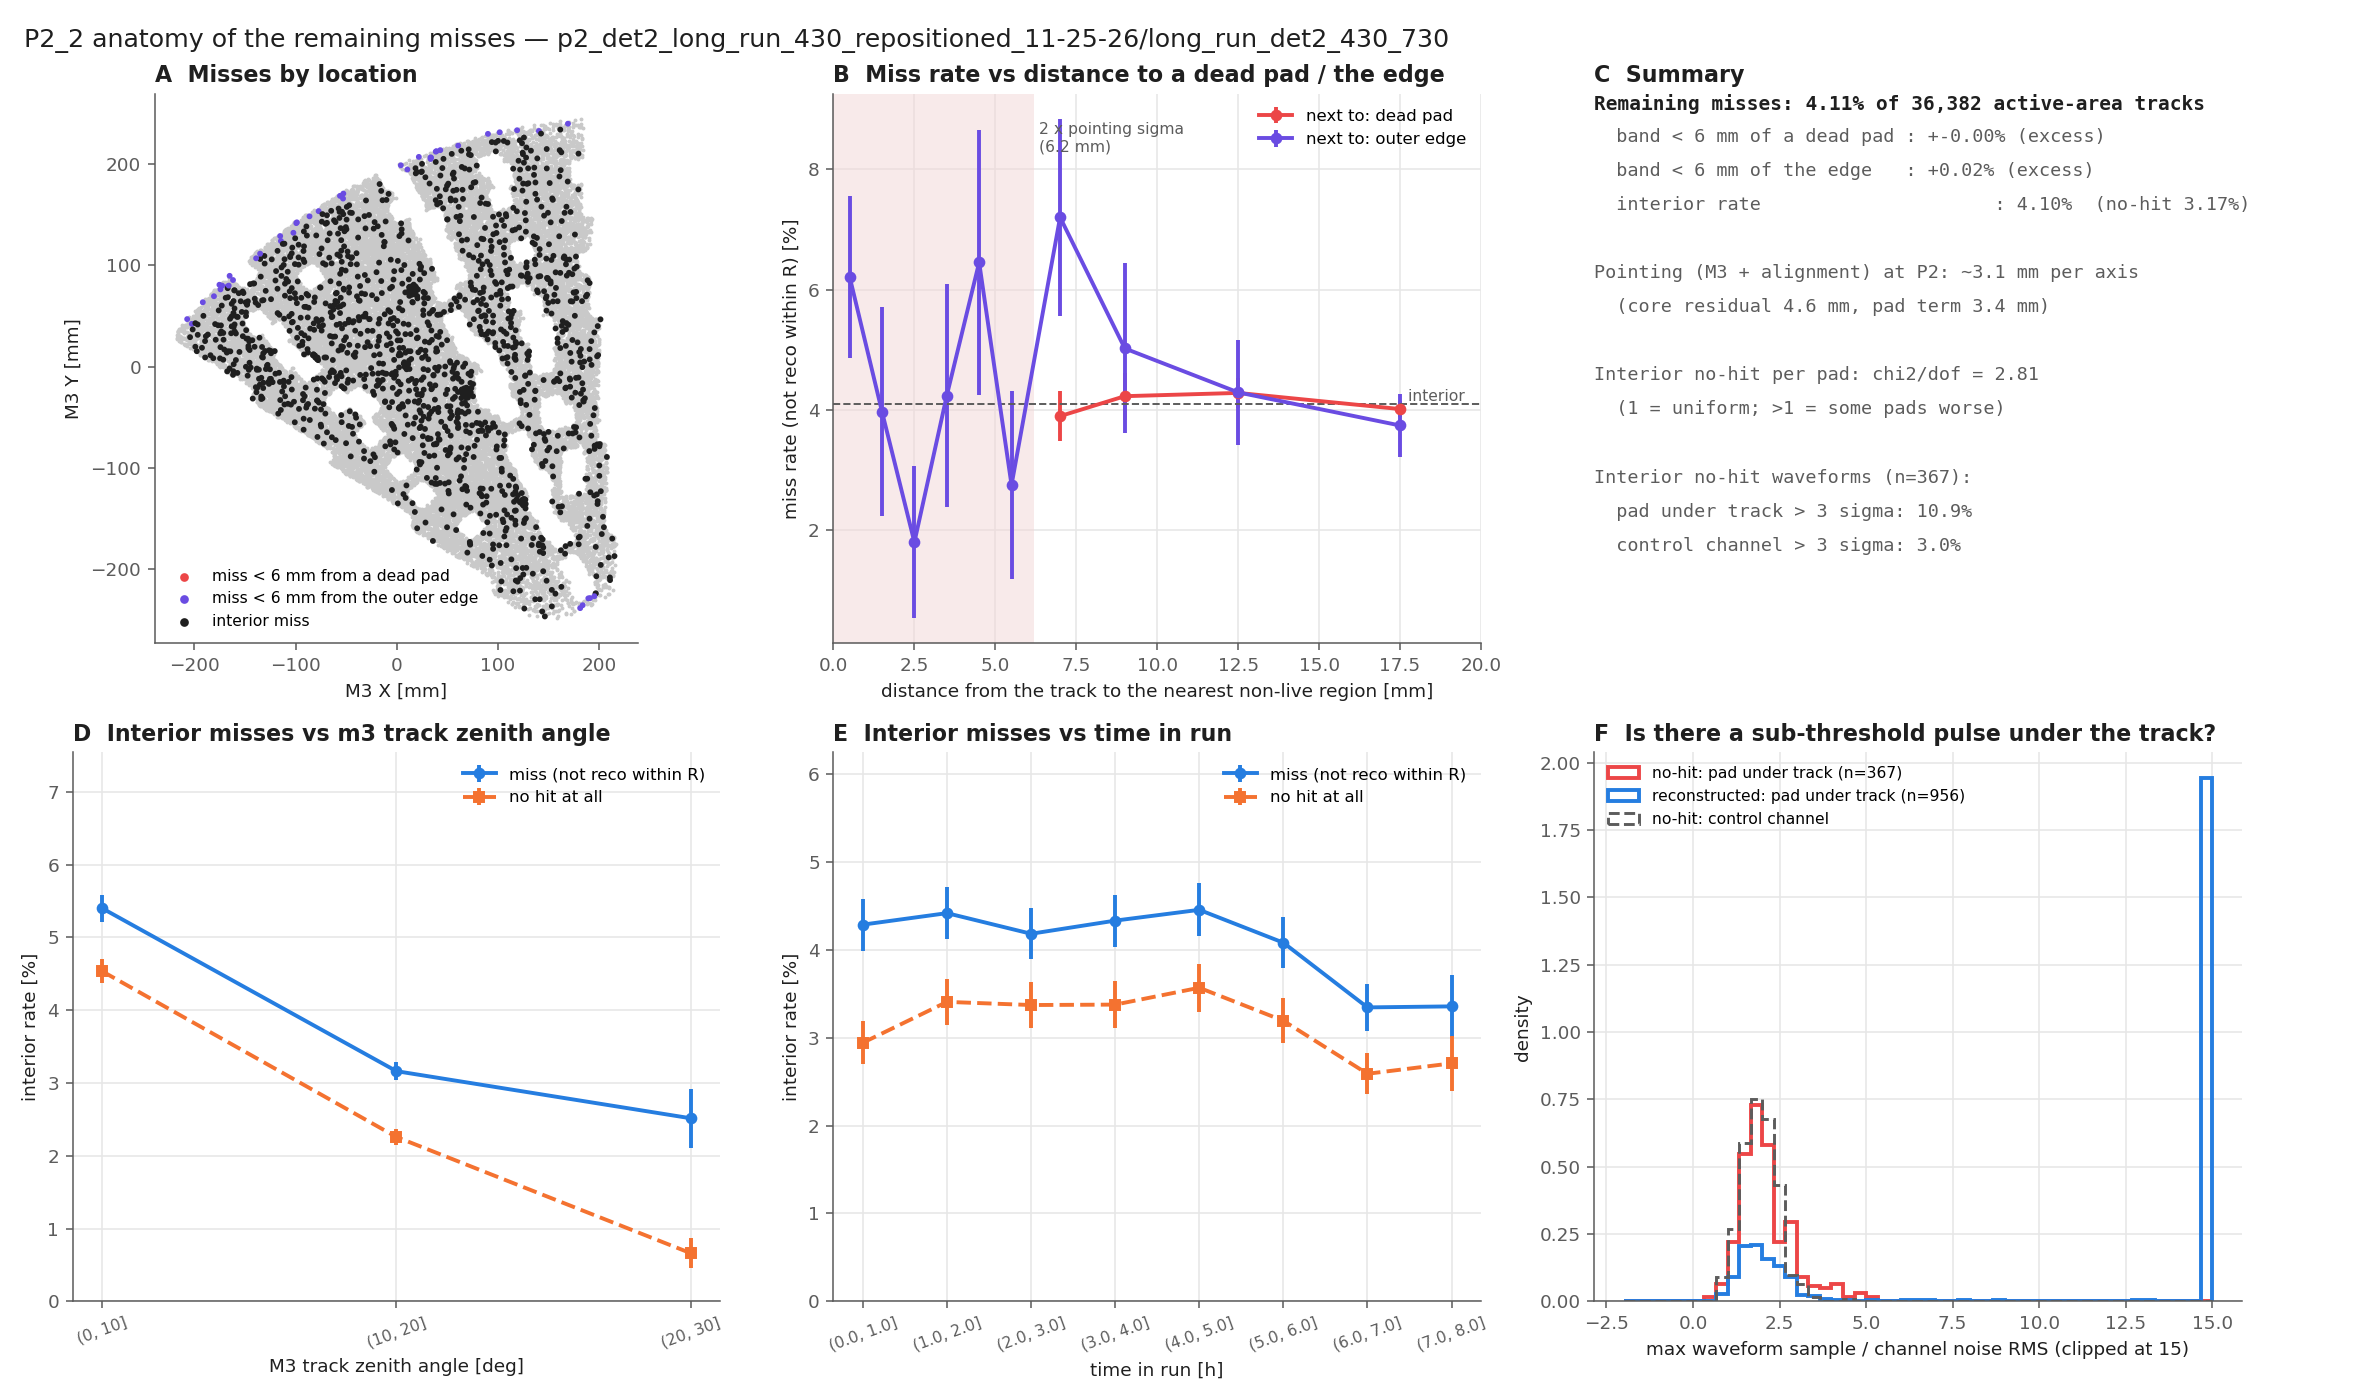 P2_2 anatomy of the remaining misses — p2_det2_long_run_430_repositioned_11-25-26/long_run_det2_430_730
A Misses by location
200
100
0
−100
−200
M3 Y [mm]
miss < 6 mm from a dead pad
miss < 6 mm from the outer edge
interior miss
−200 −100 0 100 200
M3 X [mm]
B Miss rate vs distance to a dead pad / the edge
8
6
4
2
miss rate (not reco within R) [%]
2 x pointing sigma
(6.2 mm)
next to: dead pad
next to: outer edge
interior
0.0 2.5 5.0 7.5 10.0 12.5 15.0 17.5 20.0
distance from the track to the nearest non-live region [mm]
C Summary
Remaining misses: 4.11% of 36,382 active-area tracks
band < 6 mm of a dead pad : +-0.00% (excess)
band < 6 mm of the edge : +0.02% (excess)
interior rate : 4.10% (no-hit 3.17%)
Pointing (M3 + alignment) at P2: ~3.1 mm per axis
(core residual 4.6 mm, pad term 3.4 mm)
Interior no-hit per pad: chi2/dof = 2.81
(1 = uniform; >1 = some pads worse)
Interior no-hit waveforms (n=367):
pad under track > 3 sigma: 10.9%
control channel > 3 sigma: 3.0%
D Interior misses vs m3 track zenith angle
7
6
5
4
3
2
1
0
interior rate [%]
miss (not reco within R)
no hit at all
(0, 10] (10, 20] (20, 30]
M3 track zenith angle [deg]
E Interior misses vs time in run
6
5
4
3
2
1
0
interior rate [%]
miss (not reco within R)
no hit at all
(0.0, 1.0] (1.0, 2.0] (2.0, 3.0] (3.0, 4.0] (4.0, 5.0] (5.0, 6.0] (6.0, 7.0] (7.0, 8.0]
time in run [h]
F Is there a sub-threshold pulse under the track?
2.00
1.75
1.50
1.25
1.00
0.75
0.50
0.25
0.00
density
no-hit: pad under track (n=367)
reconstructed: pad under track (n=956)
no-hit: control channel
−2.5 0.0 2.5 5.0 7.5 10.0 12.5 15.0
max waveform sample / channel noise RMS (clipped at 15)